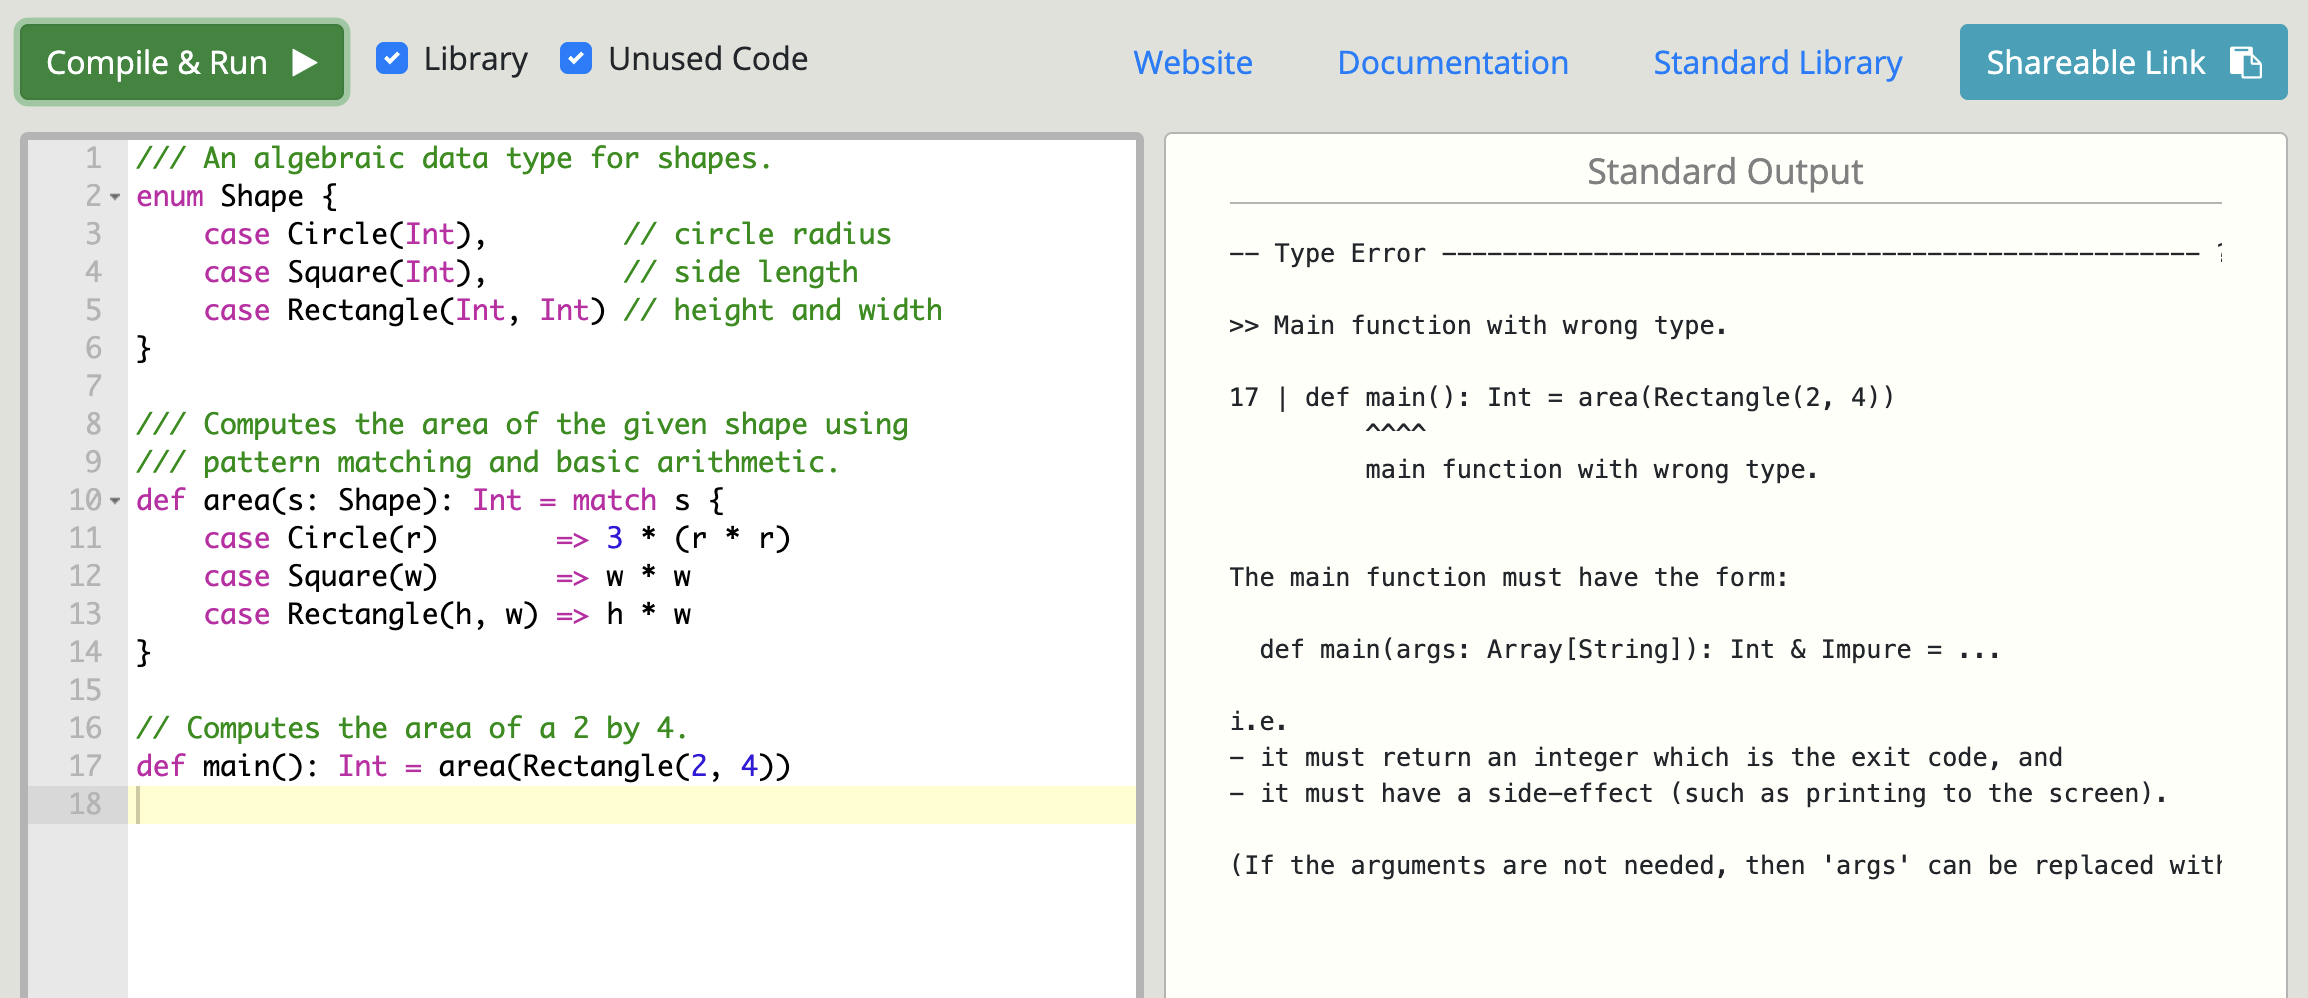 Compile & Run
Library
Unused Code
Website
Documentation
Standard Library
Shareable Link
1 /// An algebraic data type for shapes.
2 enum Shape {
3     case Circle(Int),        // circle radius
4     case Square(Int),        // side length
5     case Rectangle(Int, Int) // height and width
6 }
7
8 /// Computes the area of the given shape using
9 /// pattern matching and basic arithmetic.
10 def area(s: Shape): Int = match s {
11     case Circle(r)       => 3 * (r * r)
12     case Square(w)       => w * w
13     case Rectangle(h, w) => h * w
14 }
15
16 // Computes the area of a 2 by 4.
17 def main(): Int = area(Rectangle(2, 4))
18
Standard Output
-- Type Error --------------------------------------------------
>> Main function with wrong type.
17 | def main(): Int = area(Rectangle(2, 4))
         ^^^^
         main function with wrong type.
The main function must have the form:
  def main(args: Array[String]): Int & Impure = ...
i.e.
- it must return an integer which is the exit code, and
- it must have a side-effect (such as printing to the screen).
(If the arguments are not needed, then 'args' can be replaced with